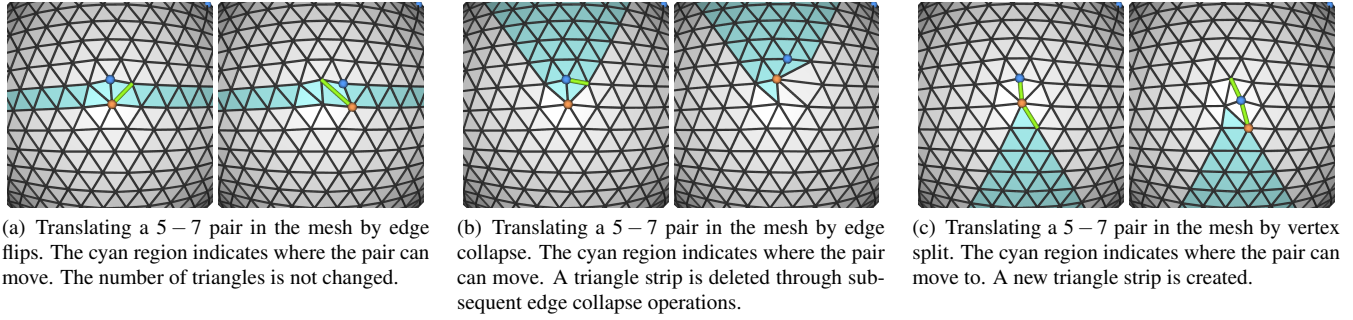 (a) Translating a 5 − 7 pair in the mesh by edge
flips. The cyan region indicates where the pair can
move. The number of triangles is not changed.
(b) Translating a 5 − 7 pair in the mesh by edge
collapse. The cyan region indicates where the pair
can move. A triangle strip is deleted through sub-
sequent edge collapse operations.
(c) Translating a 5 − 7 pair in the mesh by vertex
split. The cyan region indicates where the pair can
move to. A new triangle strip is created.